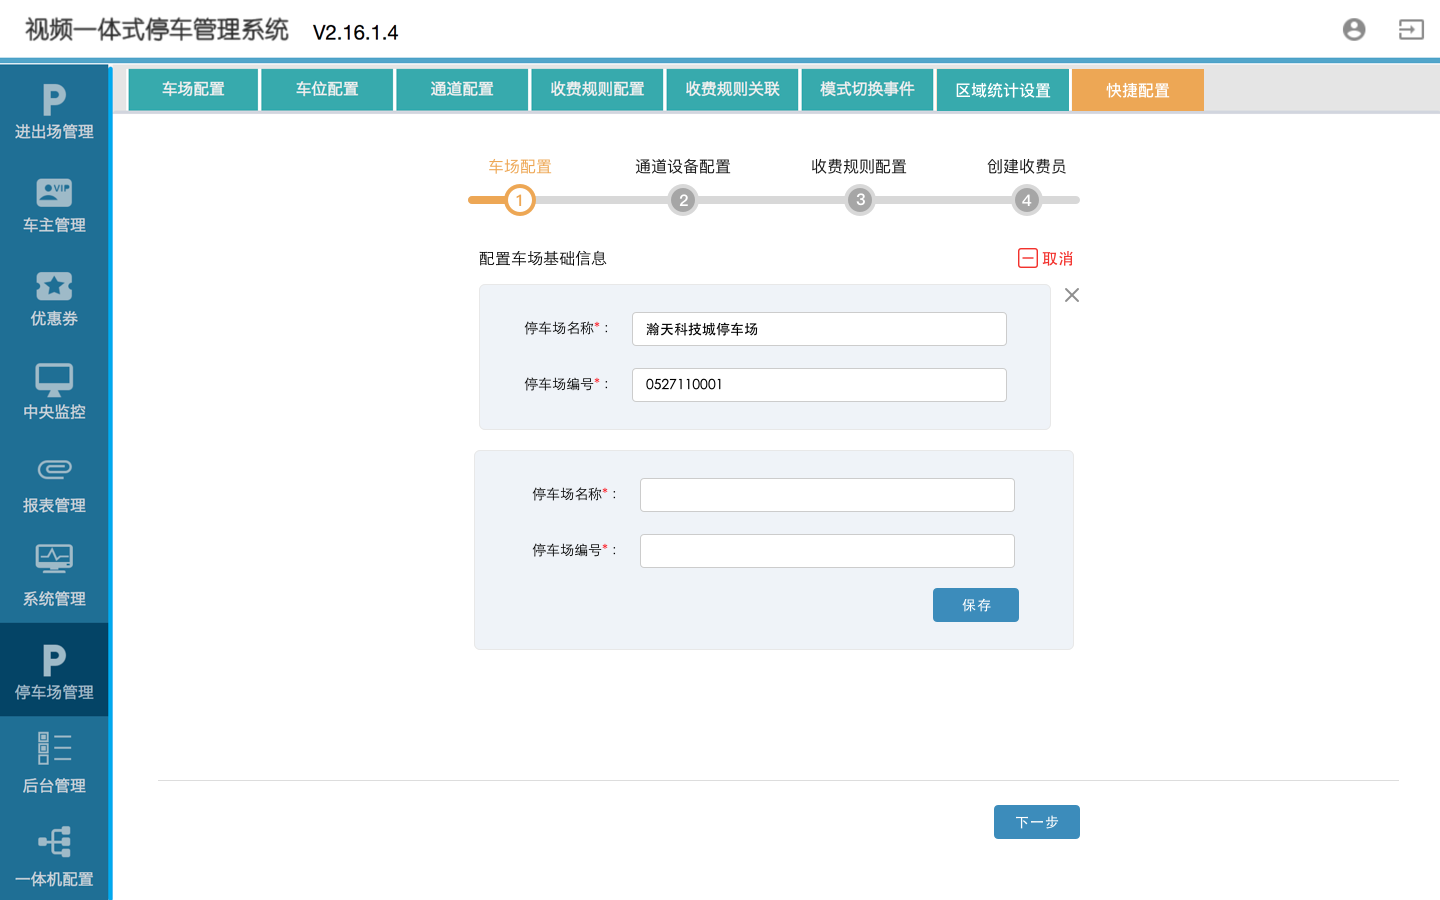 视频一体式停车管理系统 V2.16.1.4
车场配置 车位配置 通道配置 收费规则配置 收费规则关联 模式切换事件 区域统计设置 快捷配置
P
进出场管理
VIP
车主管理
优惠券
中央监控
报表管理
系统管理
P
停车场管理
后台管理
一体机配置
车场配置 通道设备配置 收费规则配置 创建收费员
1 2 3 4
配置车场基础信息 取消
停车场名称*： 瀚天科技城停车场
停车场编号*： 0527110001
停车场名称*：
停车场编号*：
保存
下一步